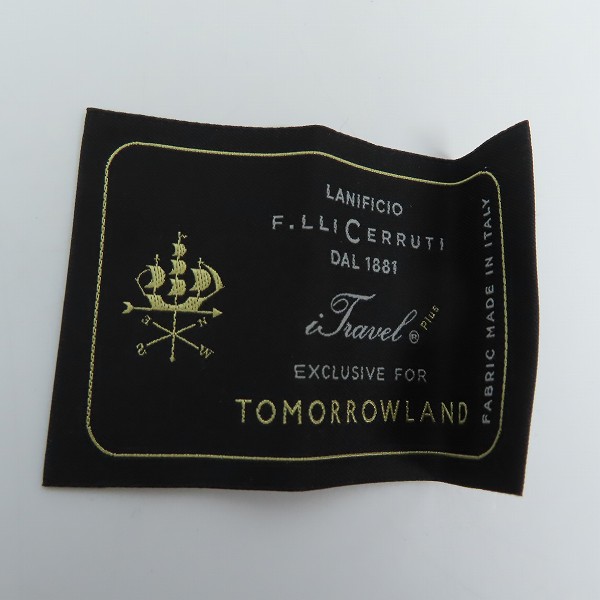 LANIFICIO
F.LLI CERRUTI
DAL 1881
iTravel ® Plus
EXCLUSIVE FOR
TOMORROWLAND
FABRIC MADE IN ITALY
N
E
W
S